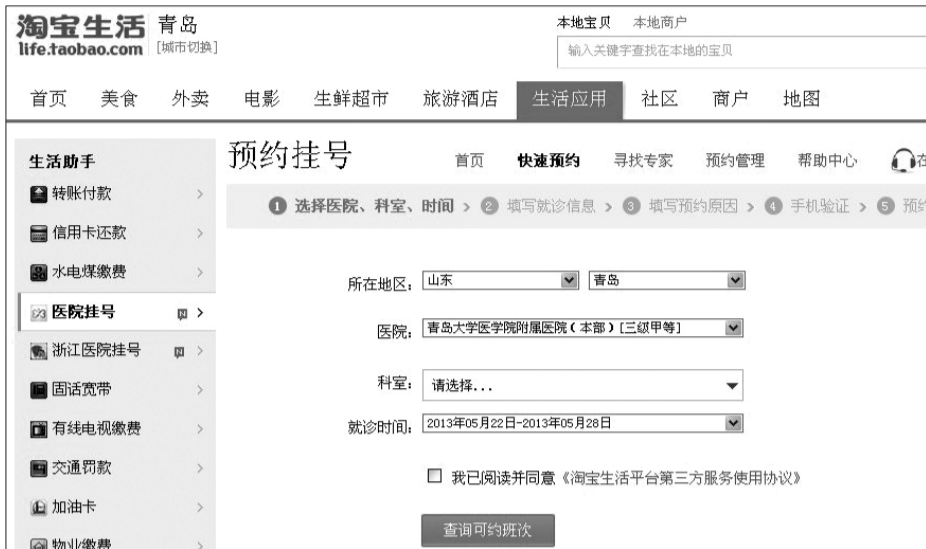 淘宝生活 青岛
life.taobao.com [城市切换]
本地宝贝 本地商户
输入关键字查找在本地的宝贝
首页 美食 外卖 电影 生鲜超市 旅游酒店 生活应用 社区 商户 地图
生活助手
转账付款
信用卡还款
水电煤缴费
医院挂号
浙江医院挂号
固话宽带
有线电视缴费
交通罚款
加油卡
物业缴费
预约挂号 首页 快速预约 寻找专家 预约管理 帮助中心 在
1 选择医院、科室、时间 > 2 填写就诊信息 > 3 填写预约原因 > 4 手机验证 > 5 预约
所在地区: 山东 青岛
医院: 青岛大学医学院附属医院(本部)[三级甲等]
科室: 请选择...
就诊时间: 2013年05月22日-2013年05月28日
我已阅读并同意《淘宝生活平台第三方服务使用协议》
查询可约班次